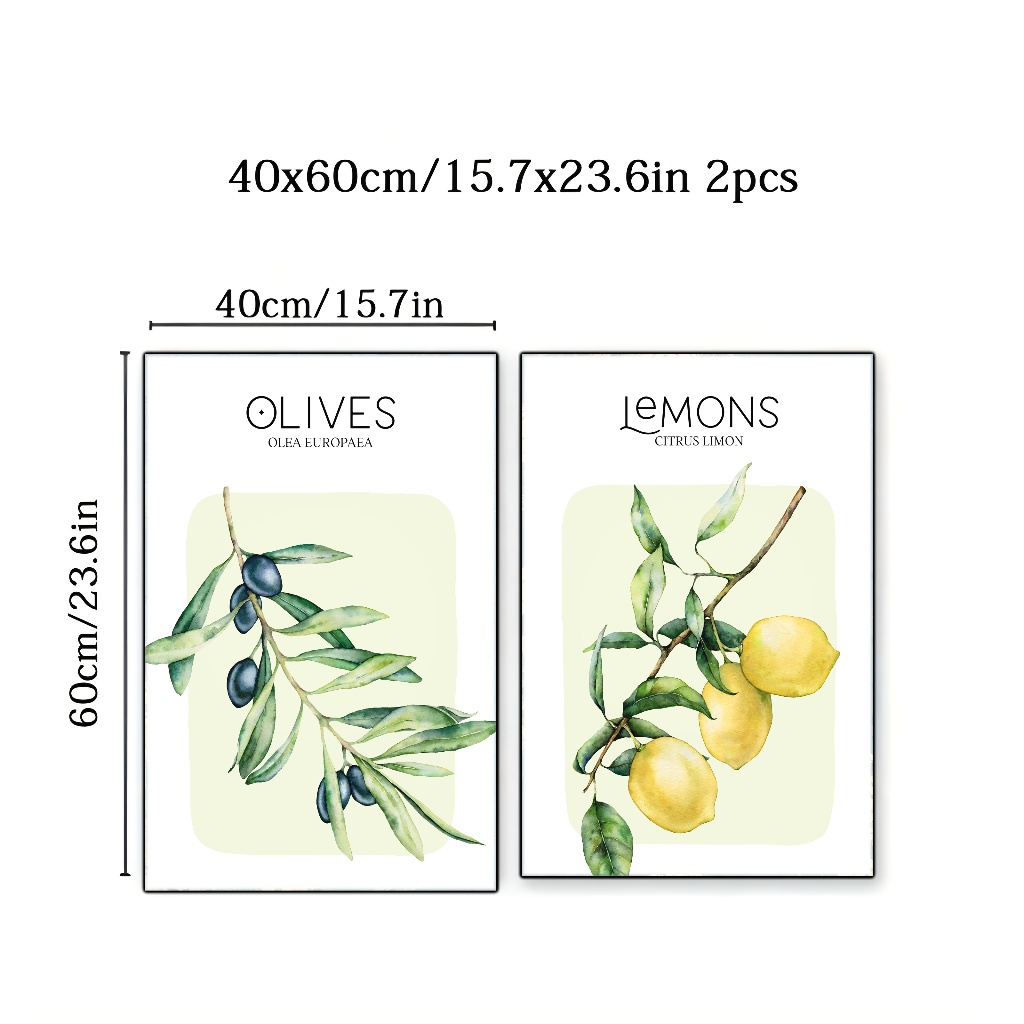 40x60cm/15.7x23.6in 2pcs
40cm/15.7in
60cm/23.6in
OLIVES
OLEA EUROPAEA
LeMONS
CITRUS LIMON